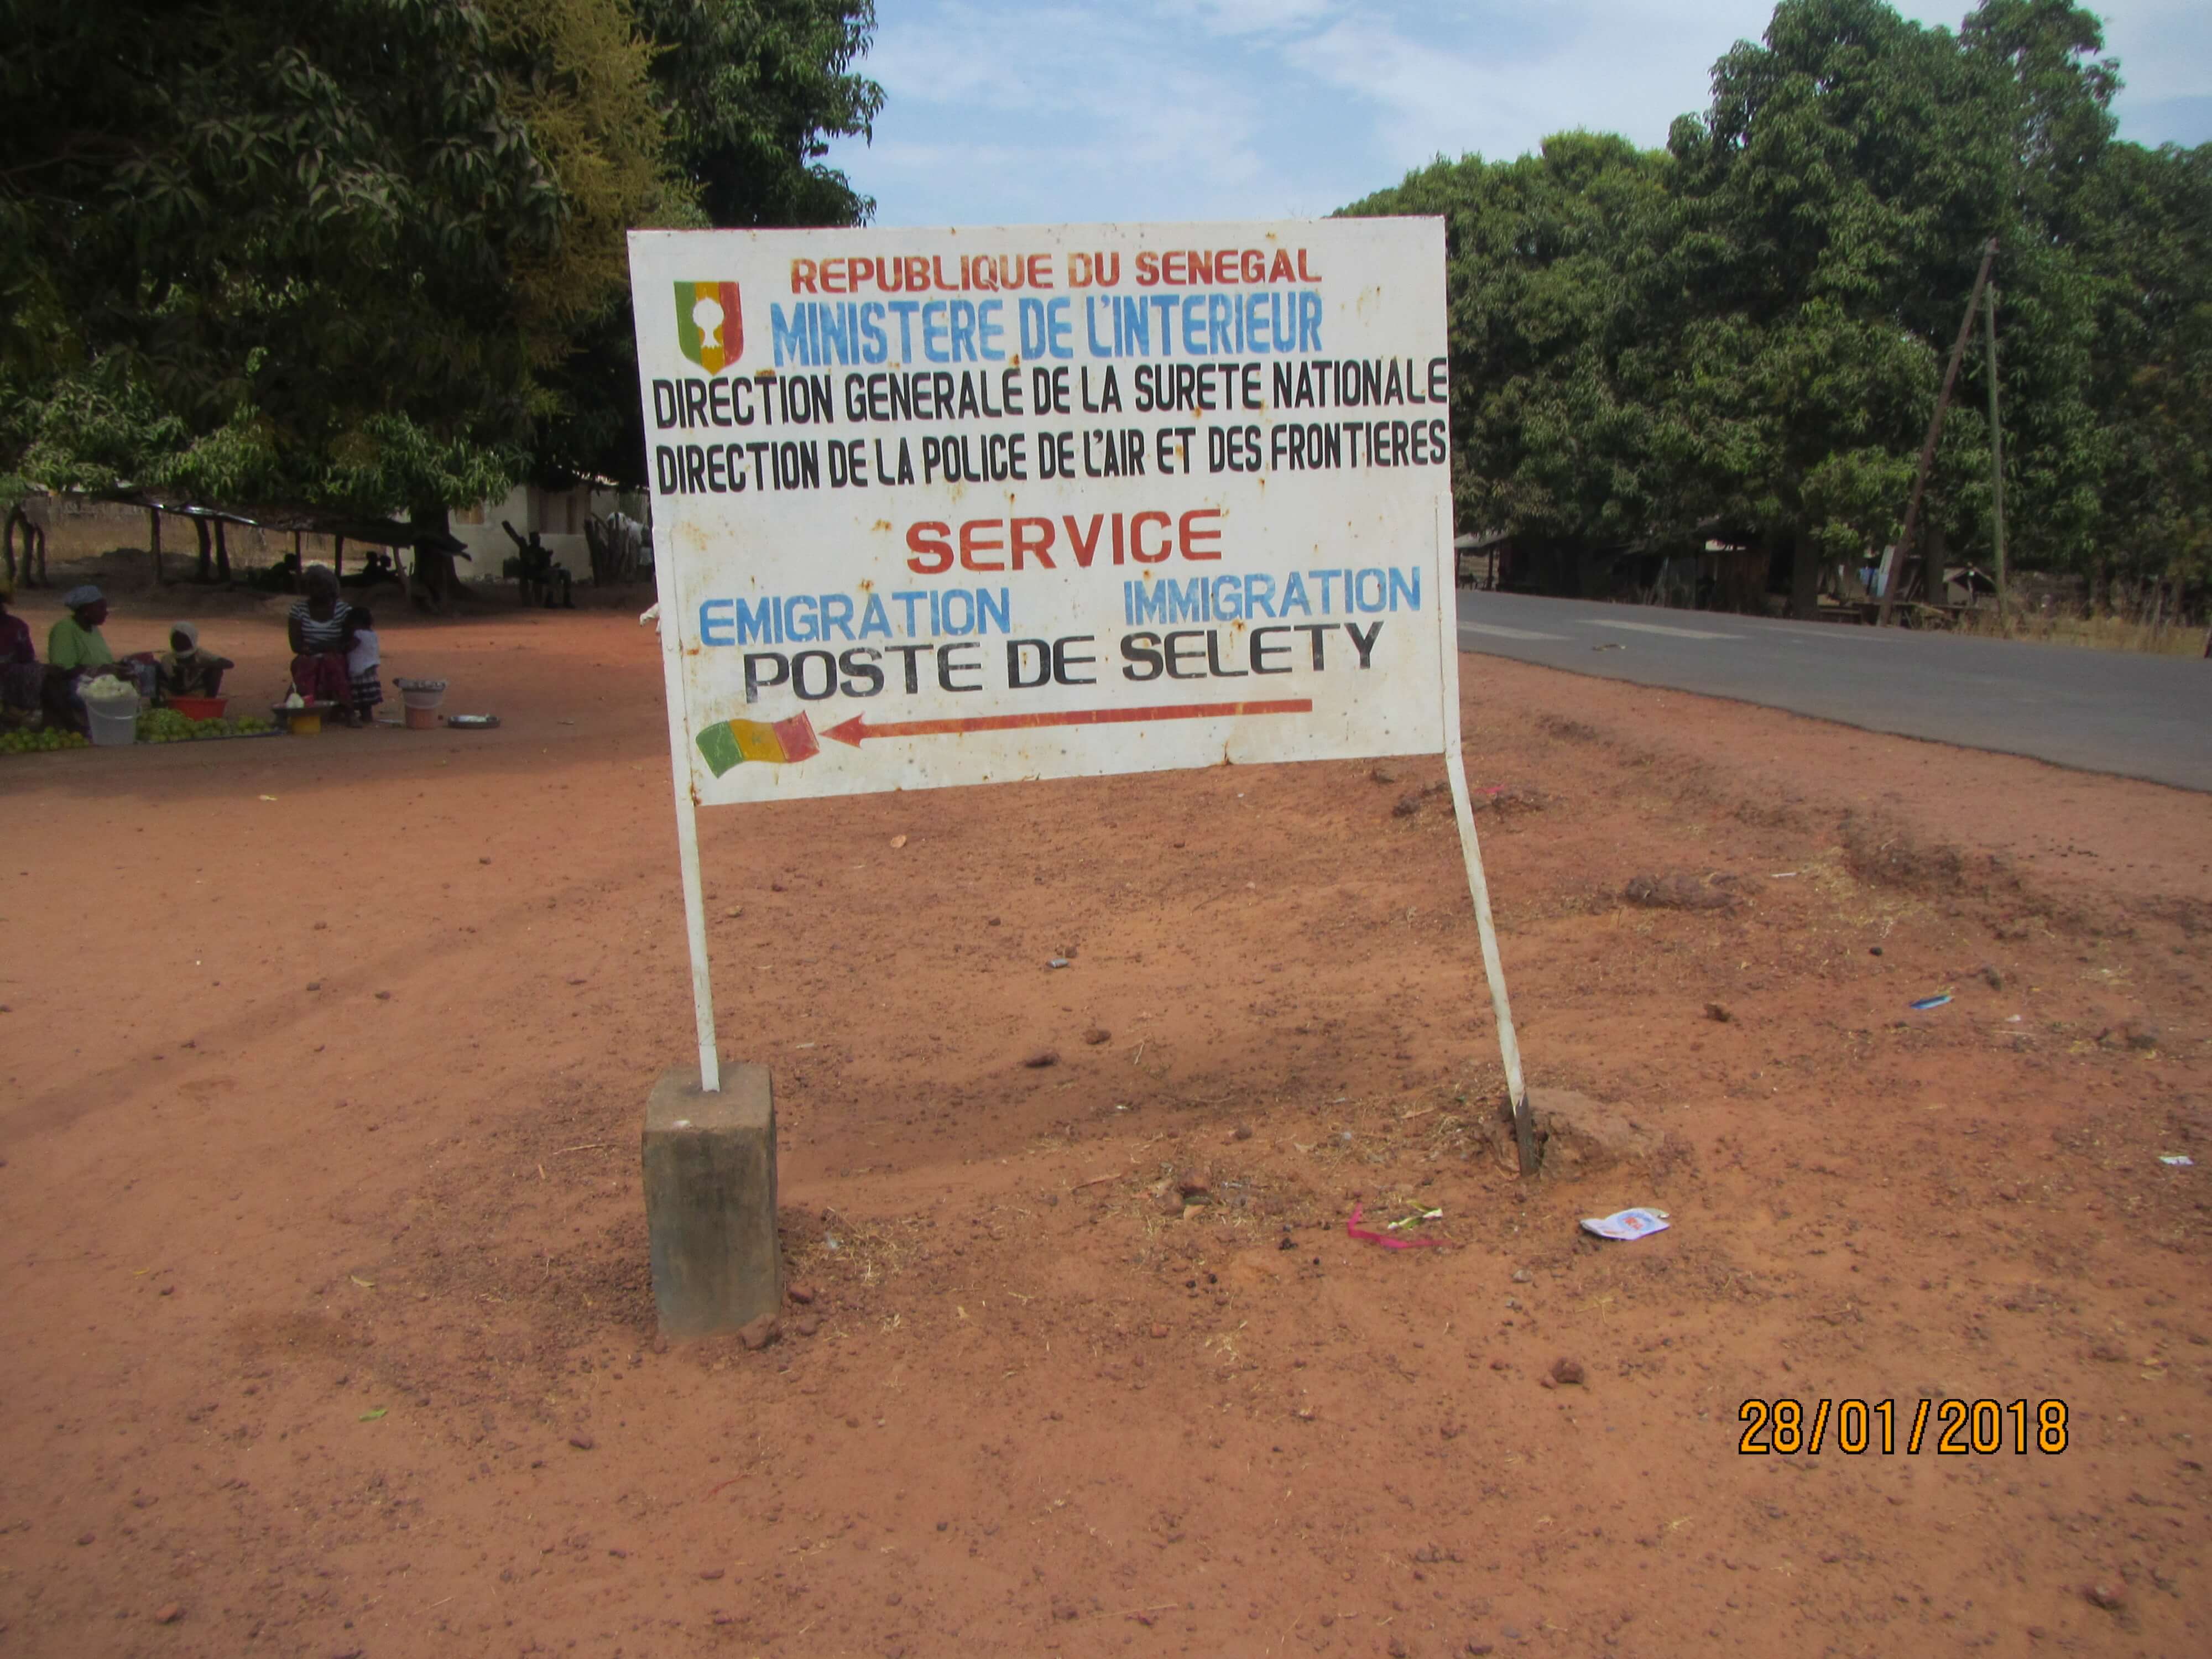 REPUBLIQUE DU SENEGAL
MINISTERE DE L'INTERIEUR
DIRECTION GENERALE DE LA SURETE NATIONALE
DIRECTION DE LA POLICE DE L'AIR ET DES FRONTIERES
SERVICE
EMIGRATION IMMIGRATION
POSTE DE SELETY
28/01/2018